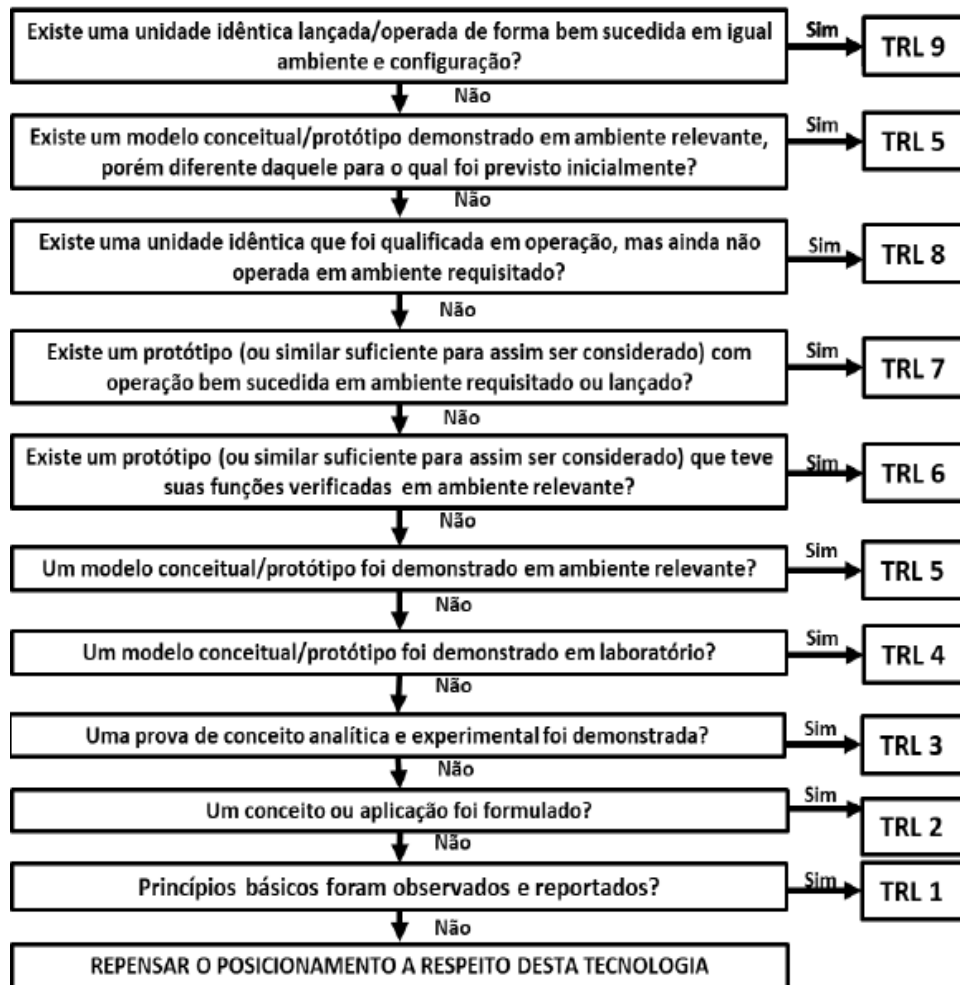 Existe uma unidade idêntica lançada/operada de forma bem sucedida em igual
ambiente e configuração?
Sim
TRL 9
Não
Existe um modelo conceitual/protótipo demonstrado em ambiente relevante,
porém diferente daquele para o qual foi previsto inicialmente?
Sim
TRL 5
Não
Existe uma unidade idêntica que foi qualificada em operação, mas ainda não
operada em ambiente requisitado?
Sim
TRL 8
Não
Existe um protótipo (ou similar suficiente para assim ser considerado) com
operação bem sucedida em ambiente requisitado ou lançado?
Sim
TRL 7
Não
Existe um protótipo (ou similar suficiente para assim ser considerado) que teve
suas funções verificadas em ambiente relevante?
Sim
TRL 6
Não
Um modelo conceitual/protótipo foi demonstrado em ambiente relevante?
Sim
TRL 5
Não
Um modelo conceitual/protótipo foi demonstrado em laboratório?
Sim
TRL 4
Não
Uma prova de conceito analítica e experimental foi demonstrada?
Sim
TRL 3
Não
Um conceito ou aplicação foi formulado?
Sim
TRL 2
Não
Princípios básicos foram observados e reportados?
Sim
TRL 1
Não
REPENSAR O POSICIONAMENTO A RESPEITO DESTA TECNOLOGIA